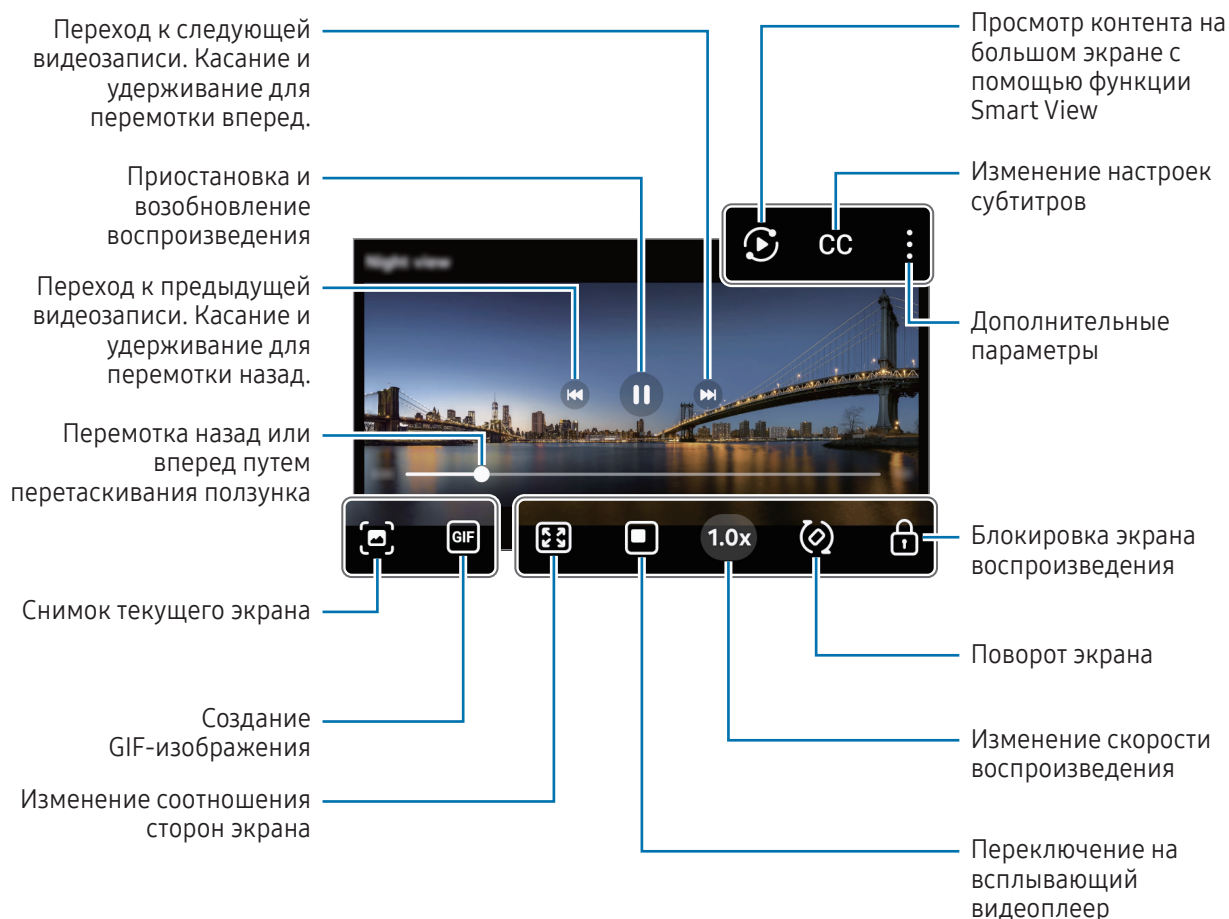 Переход к следующей
видеозаписи. Касание и
удерживание для
перемотки вперед.
Приостановка и
возобновление
воспроизведения
Переход к предыдущей
видеозаписи. Касание и
удерживание для
перемотки назад.
Перемотка назад или
вперед путем
перетаскивания ползунка
Снимок текущего экрана
Создание
GIF-изображения
Изменение соотношения
сторон экрана
Night view
CC
GIF
1.0x
Просмотр контента на
большом экране с
помощью функции
Smart View
Изменение настроек
субтитров
Дополнительные
параметры
Блокировка экрана
воспроизведения
Поворот экрана
Изменение скорости
воспроизведения
Переключение на
всплывающий
видеоплеер